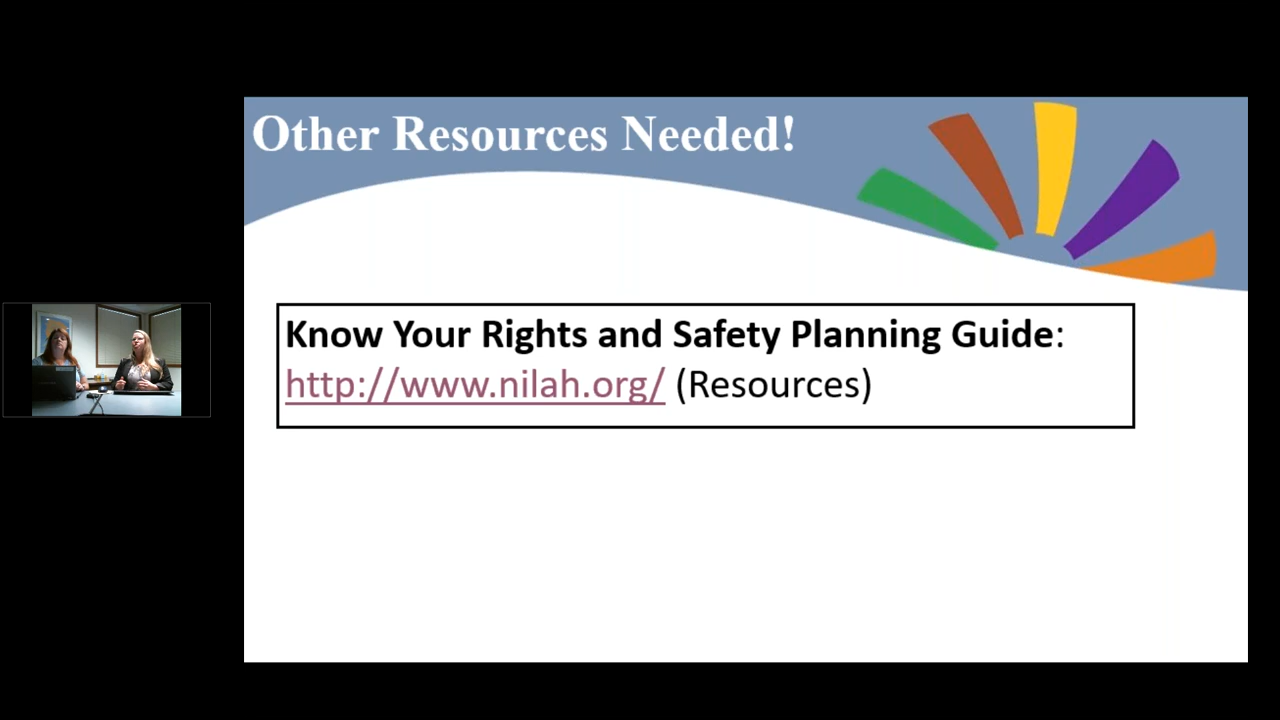 Other Resources Needed!
Know Your Rights and Safety Planning Guide:
http://www.nilah.org/ (Resources)